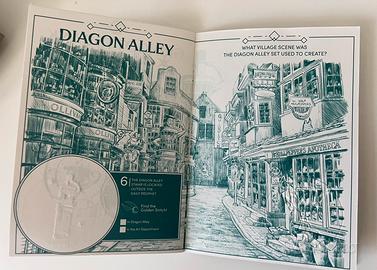 DIAGON ALLEY
OLLIV
6
THE DIAGON ALLEY
STAMP IS LOCATED
OUTSIDE THE
DAILY PROPHET
Find the
Golden Snitch!
In Diagon Alley
In the Art Department
WHAT VILLAGE SCENE WAS
THE DIAGON ALLEY SET USED TO CREATE?